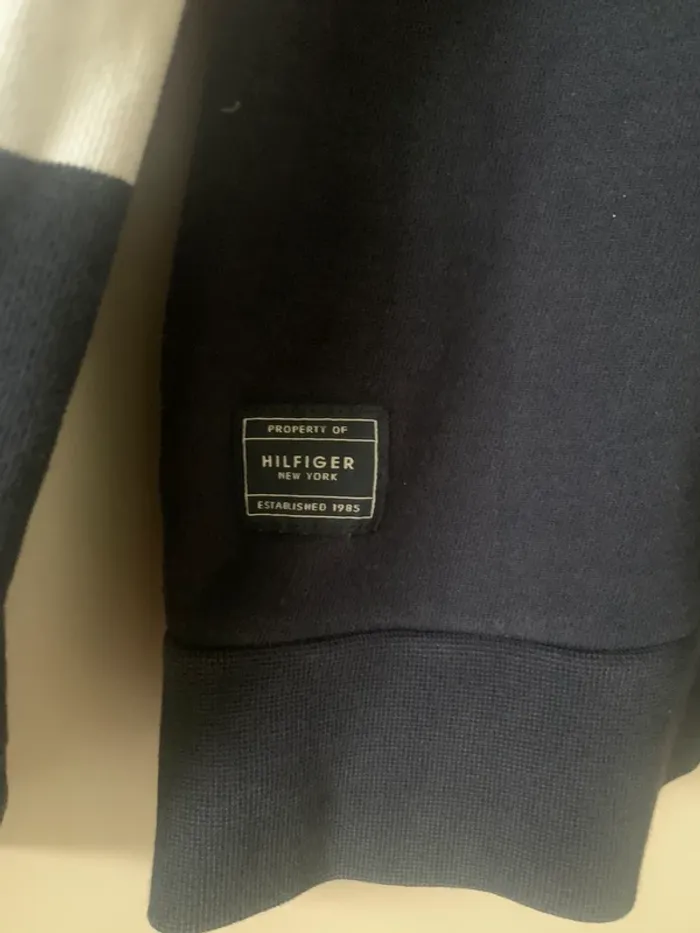 PROPERTY OF
HILFIGER
NEW YORK
ESTABLISHED 1985